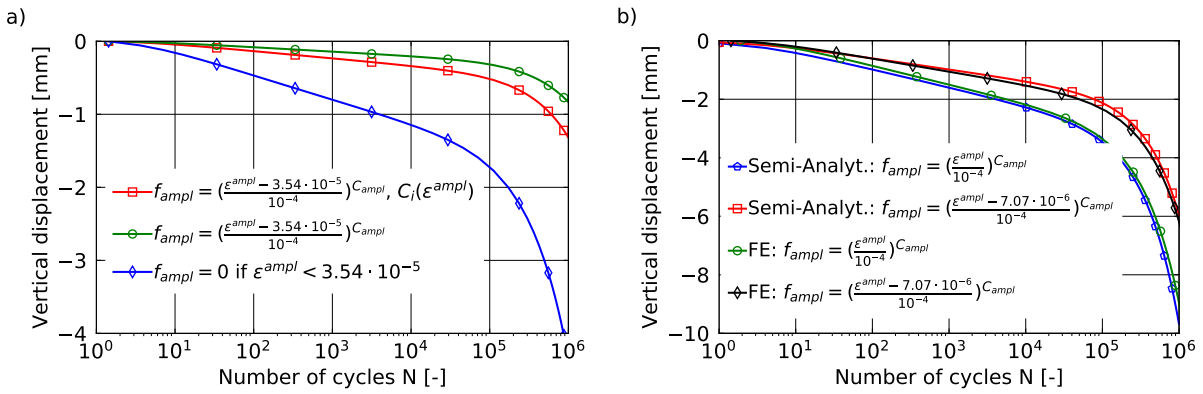 a)
Vertical displacement [mm]
0
−1
−2
−3
−4
f_ampl = ((ε^ampl − 3.54·10^−5)/10^−4)^C_ampl, C_i(ε^ampl)
f_ampl = ((ε^ampl − 3.54·10^−5)/10^−4)^C_ampl
f_ampl = 0 if ε^ampl < 3.54·10^−5
10^0 10^1 10^2 10^3 10^4 10^5 10^6
Number of cycles N [-]
b)
Vertical displacement [mm]
0
−2
−4
−6
−8
−10
Semi-Analyt.: f_ampl = (ε^ampl/10^−4)^C_ampl
Semi-Analyt.: f_ampl = ((ε^ampl − 7.07·10^−6)/10^−4)^C_ampl
FE: f_ampl = (ε^ampl/10^−4)^C_ampl
FE: f_ampl = ((ε^ampl − 7.07·10^−6)/10^−4)^C_ampl
10^0 10^1 10^2 10^3 10^4 10^5 10^6
Number of cycles N [-]